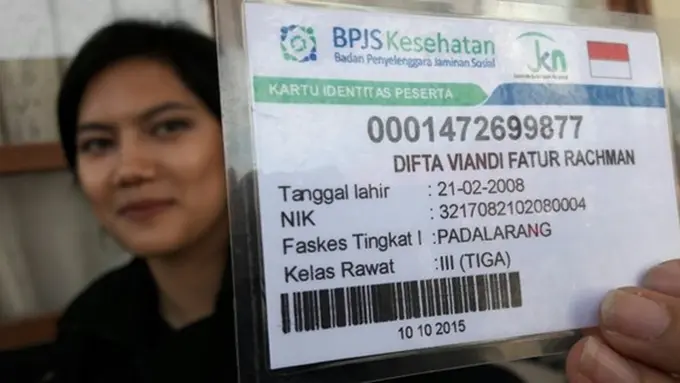 BPJS Kesehatan
Badan Penyelenggara Jaminan Sosial
KARTU IDENTITAS PESERTA
0001472699877
DIFTA VIANDI FATUR RACHMAN
Tanggal lahir : 21-02-2008
NIK : 3217082102080004
Faskes Tingkat I :PADALARANG
Kelas Rawat :III (TIGA)
10 10 2015